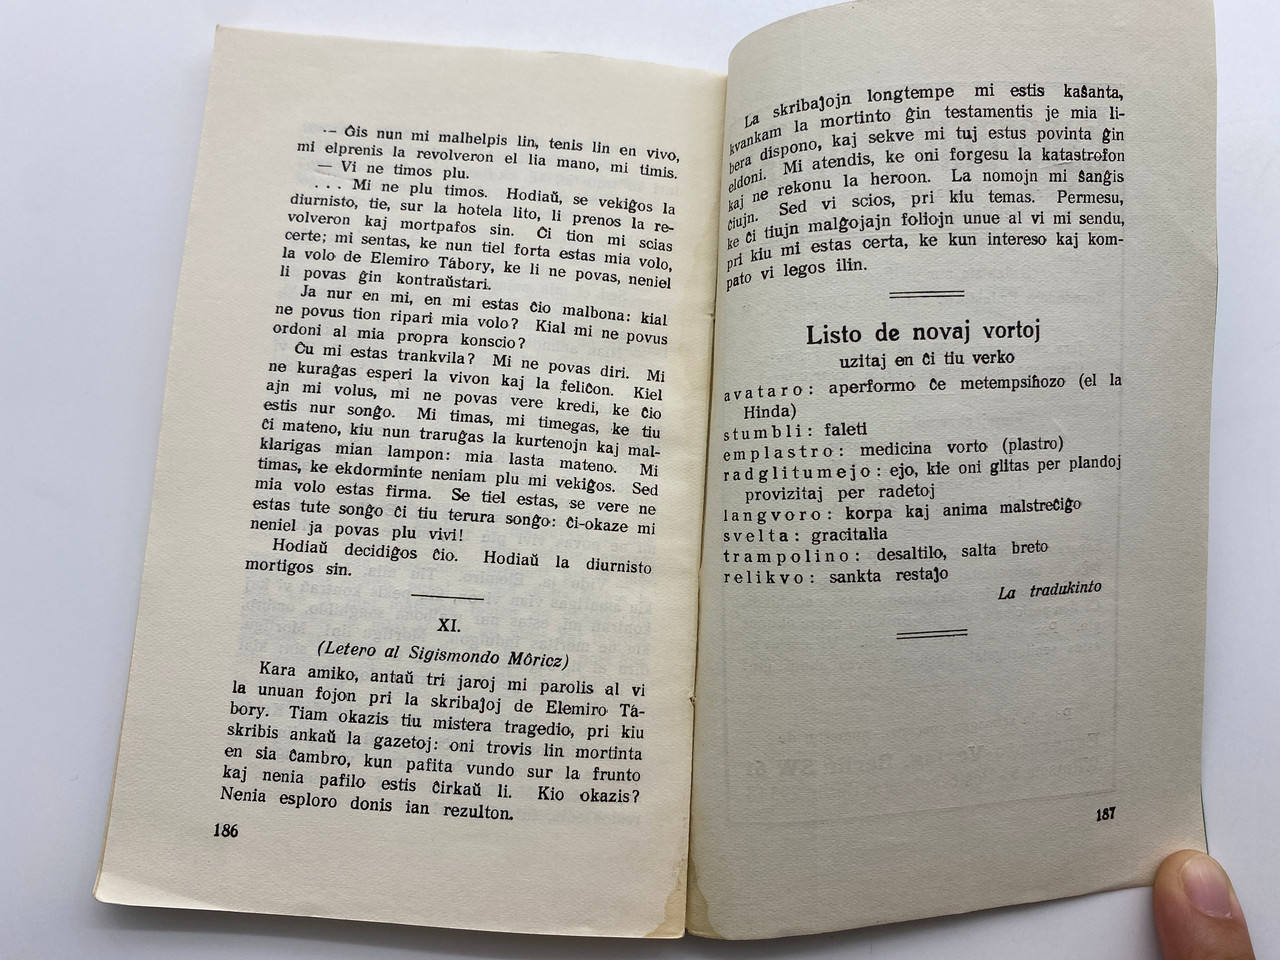 — Ĝis nun mi malhelpis lin, tenis lin en vivo,
mi elprenis la revolveron el lia mano, mi timis.
— Vi ne timos plu.
. . . Mi ne plu timos. Hodiaŭ, se vekiĝos la
diurnisto, tie, sur la hotela lito, li prenos la re-
volveron kaj mortpafos sin. Ĉi tion mi scias
certe; mi sentas, ke nun tiel forta estas mia volo,
la volo de Elemiro Tábory, ke li ne povas, neniel
li povas ĝin kontraŭstari.
Ja nur en mi, en mi estas ĉio malbona: kial
ne povus tion ripari mia volo? Kial mi ne povus
ordoni al mia propra konscio?
Ĉu mi estas trankvila? Mi ne povas diri. Mi
ne kuraĝas esperi la vivon kaj la feliĉon. Kiel
ajn mi volus, mi ne povas vere kredi, ke ĉio
estis nur sonĝo. Mi timas, mi timegas, ke tiu
ĉi mateno, kiu nun traruĝas la kurtenojn kaj mal-
klarigas mian lampon: mia lasta mateno. Mi
timas, ke ekdorminte neniam plu mi vekiĝos. Sed
mia volo estas firma. Se tiel estas, se vere ne
estas tute sonĝo ĉi tiu terura sonĝo: ĉi-okaze mi
neniel ja povas plu vivi!
Hodiaŭ decidiĝos ĉio. Hodiaŭ la diurnisto
mortigos sin.
XI.
(Letero al Sigismondo Môricz)
Kara amiko, antaŭ tri jaroj mi parolis al vi
la unuan fojon pri la skribaĵoj de Elemiro Tá-
bory. Tiam okazis tiu mistera tragedio, pri kiu
skribis ankaŭ la gazetoj: oni trovis lin mortinta
en sia ĉambro, kun pafita vundo sur la frunto
kaj nenia pafilo estis ĉirkaŭ li. Kio okazis?
Nenia esploro donis ian rezulton.
186
La skribaĵojn longtempe mi estis kaŝanta,
kvankam la mortinto ĝin testamentis je mia li-
bera dispono, kaj sekve mi tuj estus povinta ĝin
eldoni. Mi atendis, ke oni forgesu la katastrofon
kaj ne rekonu la heroon. La nomojn mi ŝanĝis
ĉiujn. Sed vi scios, pri kiu temas. Permesu,
ke ĉi tiujn malĝojajn foliojn unue al vi mi sendu,
pri kiu mi estas certa, ke kun intereso kaj kom-
pato vi legos ilin.
Listo de novaj vortoj
uzitaj en ĉi tiu verko
avataro: aperformo ĉe metempsiĥozo (el la
Hinda)
stumbli: faleti
emplastro: medicina vorto (plastro)
radglitumejo: ejo, kie oni glitas per plandoj
provizitaj per radetoj
langvoro: korpa kaj anima malstreĉiĝo
svelta: gracitalia
trampolino: desaltilo, salta breto
relikvo: sankta restaĵo
La tradukinto
187